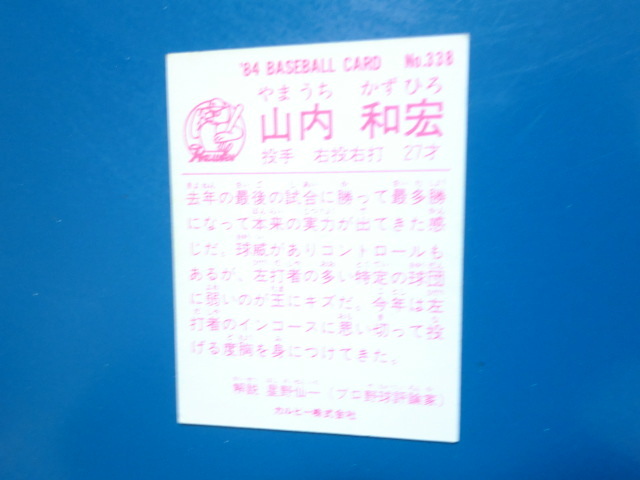 '84 BASEBALL CARD No.338
やまうち かずひろ
山内 和宏
投手 右投右打 27才
去年の最後の試合に勝って最多勝
になって本来の実力が出てきた感
じだ。球威がありコントロールも
あるが、左打者の多い特定の球団
に弱いのが玉にキズだ。今年は左
打者のインコースに思い切って投
げる度胸を身につけてきた。
解説 星野仙一(プロ野球評論家)
カルビー株式会社